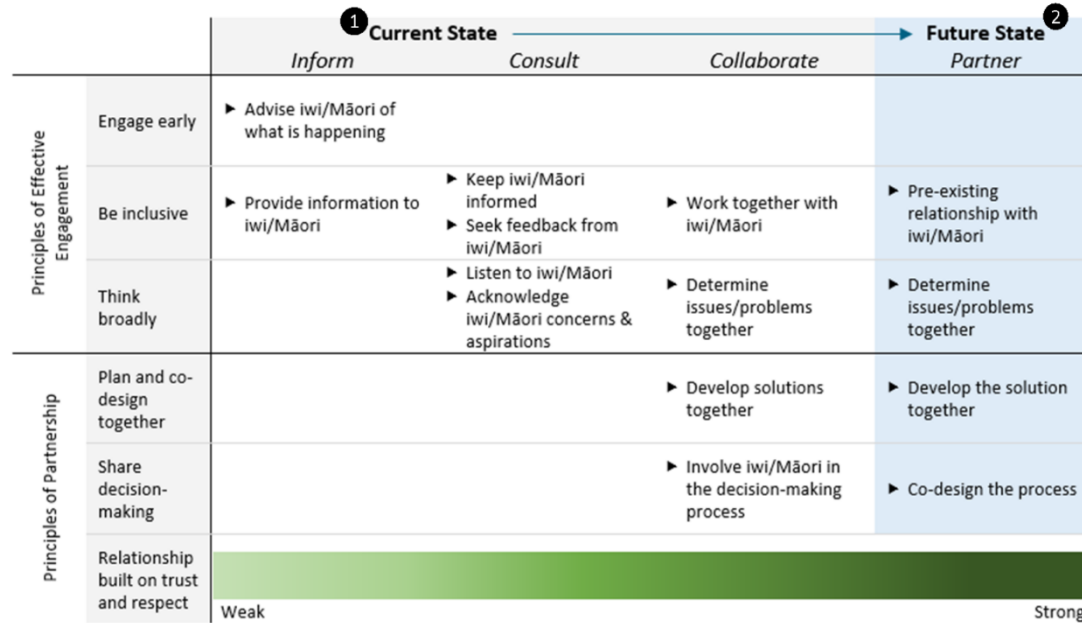 1
2
Current State
Future State
Inform
Consult
Collaborate
Partner
Principles of Effective
Engagement
Engage early
► Advise iwi/Māori of
what is happening
Be inclusive
► Provide information to
iwi/Māori
► Keep iwi/Māori
informed
► Seek feedback from
iwi/Māori
► Work together with
iwi/Māori
► Pre-existing
relationship with
iwi/Māori
Think
broadly
► Listen to iwi/Māori
► Acknowledge
iwi/Māori concerns &
aspirations
► Determine
issues/problems
together
► Determine
issues/problems
together
Principles of Partnership
Plan and co-
design
together
► Develop solutions
together
► Develop the solution
together
Share
decision-
making
► Involve iwi/Māori in
the decision-making
process
► Co-design the process
Relationship
built on trust
and respect
Weak
Strong